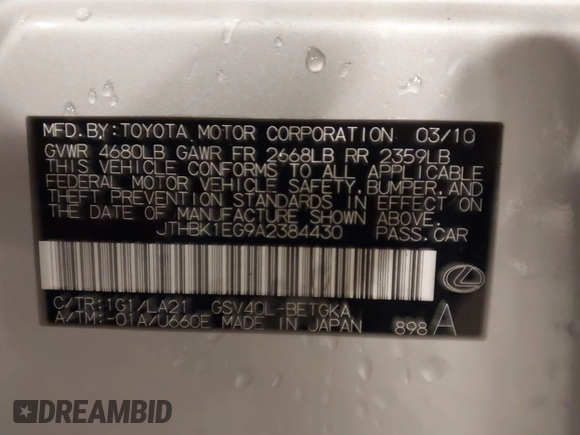 MFD.BY:TOYOTA MOTOR CORPORATION 03/10
GVWR 4680LB GAWR FR 2668LB RR 2359LB
THIS VEHICLE CONFORMS TO ALL APPLICABLE
FEDERAL MOTOR VEHICLE SAFETY,BUMPER,AND
THEFT PREVENTION STANDARDS IN EFFECT ON
THE DATE OF MANUFACTURE SHOWN ABOVE.
JTHBK1EG9A2384430 PASS.CAR
C/TR:1G1/LA21 GSV40L-BETGKA
A/TM:-01A/U660E MADE IN JAPAN 898 A
DREAMBID